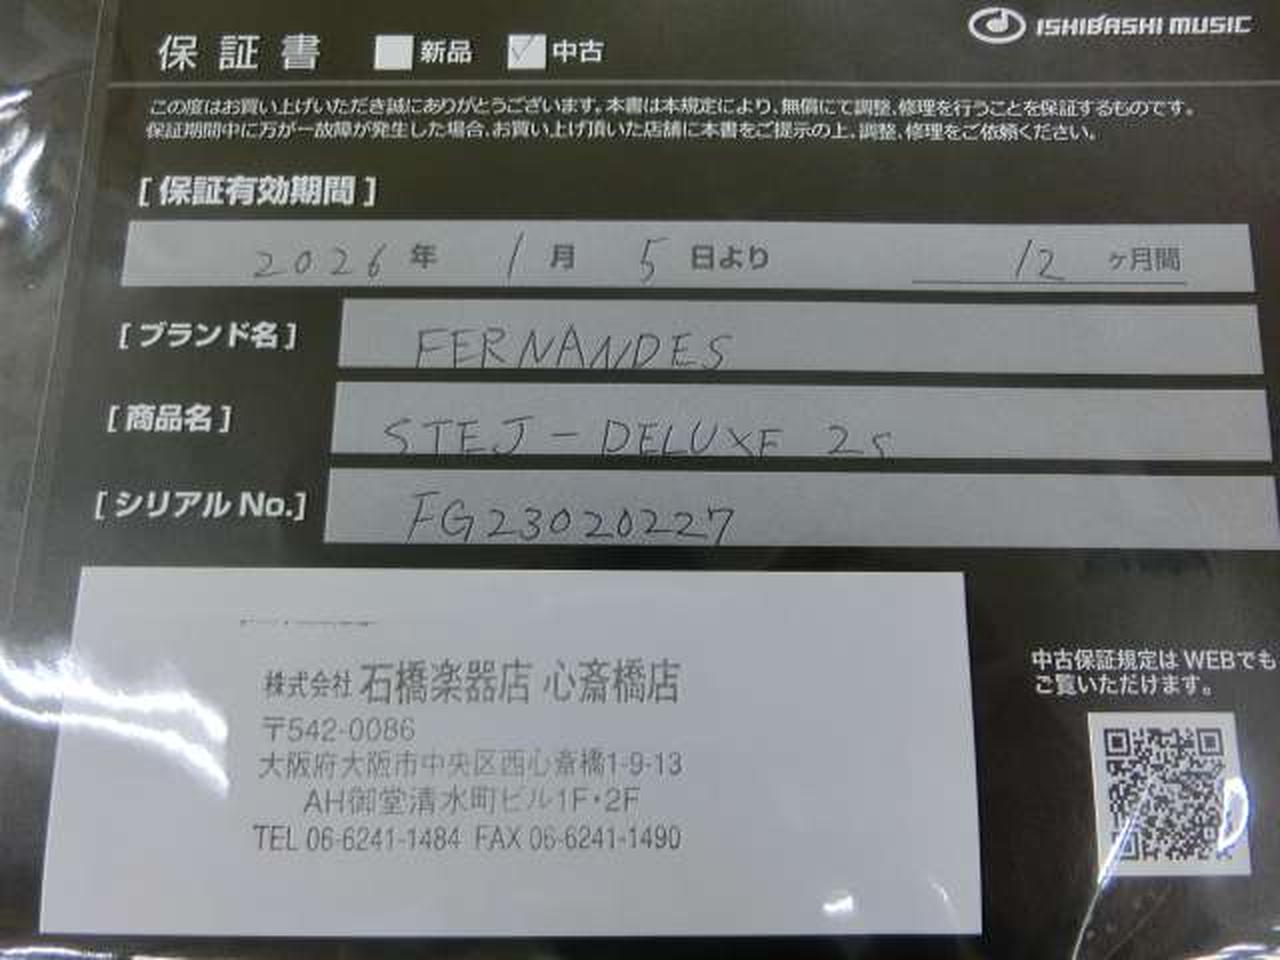 ISHIBASHI MUSIC
保証書 新品 ✓中古
この度はお買い上げいただき誠にありがとうございます。本書は本規定により、無償にて調整、修理を行うことを保証するものです。
保証期間中に万が一故障が発生した場合、お買い上げ頂いた店舗に本書をご提示の上、調整、修理をご依頼ください。
[ 保証有効期間 ]
2026 年 1 月 5 日より 12 ヶ月間
[ ブランド名 ] FERNANDES
[ 商品名 ] STEJ-DELUXE 2S
[ シリアル No.] FG23020227
株式会社 石橋楽器店 心斎橋店
〒542-0086
大阪府大阪市中央区西心斎橋1-9-13
AH御堂清水町ビル1F・2F
TEL 06-6241-1484 FAX 06-6241-1490
中古保証規定は WEBでも
ご覧いただけます。